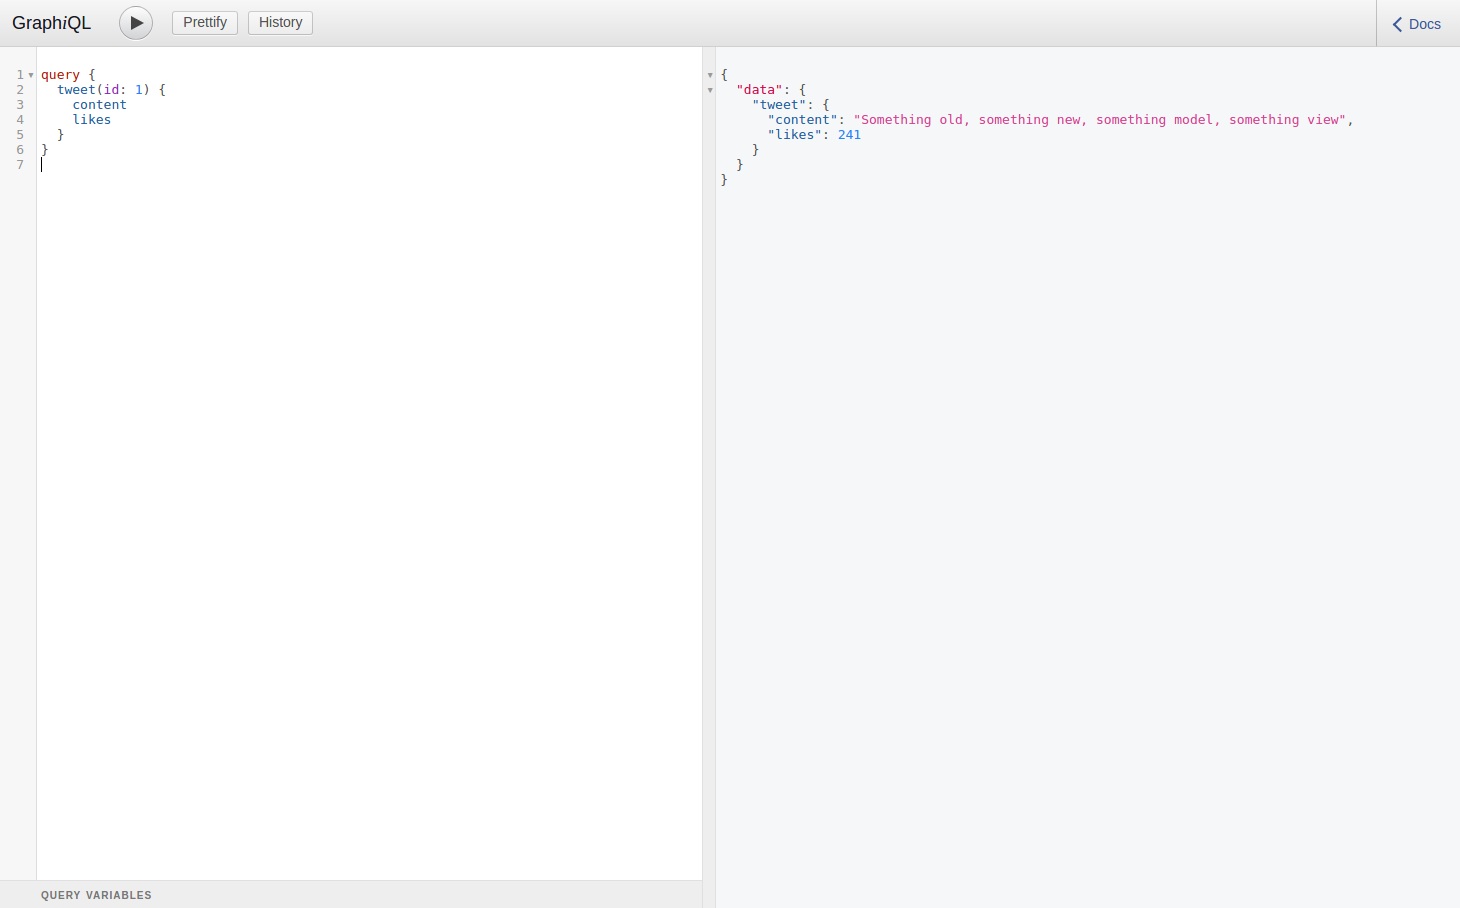 GraphiQL
Prettify
History
Docs
1 query {
2 tweet(id: 1) {
3 content
4 likes
5 }
6 }
7
{
"data": {
"tweet": {
"content": "Something old, something new, something model, something view",
"likes": 241
}
}
}
QUERY VARIABLES